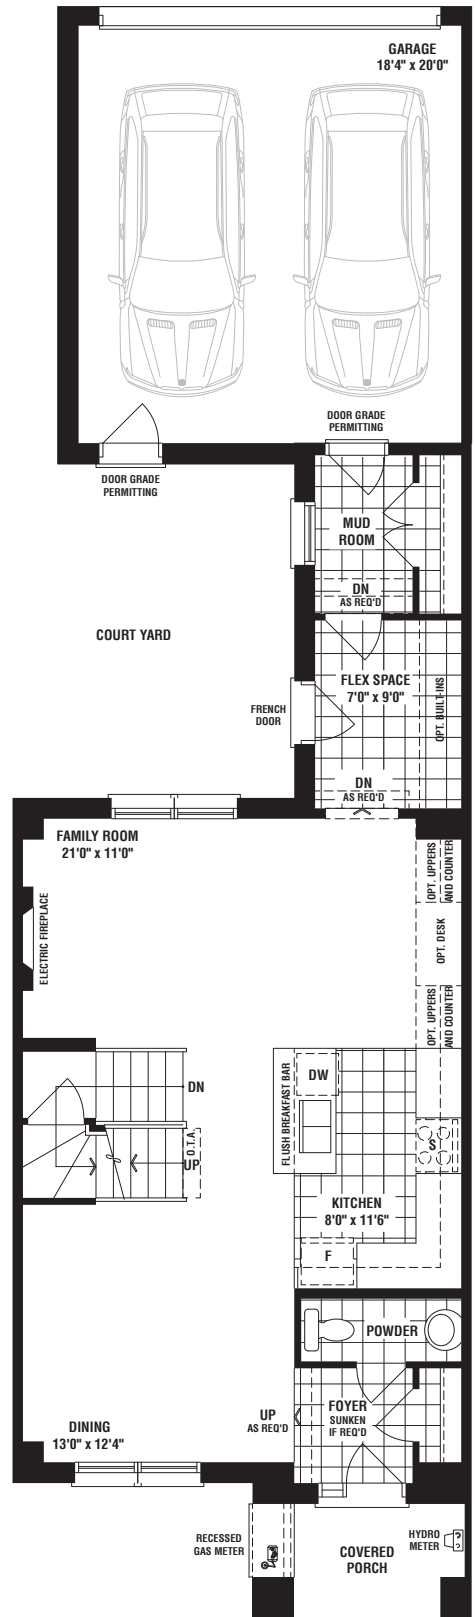 GARAGE
18'4" x 20'0"
DOOR GRADE
PERMITTING
DOOR GRADE
PERMITTING
MUD
ROOM
DN
AS REQ'D
COURT YARD
FLEX SPACE
7'0" x 9'0"
OPT. BUILT-INS
FRENCH
DOOR
DN
AS REQ'D
FAMILY ROOM
21'0" x 11'0"
OPT. UPPERS
AND COUNTER
ELECTRIC FIREPLACE
OPT. DESK
OPT. UPPERS
AND COUNTER
DN
UP
O.T.A.
FLUSH BREAKFAST BAR
DW
S
KITCHEN
8'0" x 11'6"
F
POWDER
FOYER
SUNKEN
IF REQ'D
UP
AS REQ'D
DINING
13'0" x 12'4"
RECESSED
GAS METER
COVERED
PORCH
HYDRO
METER